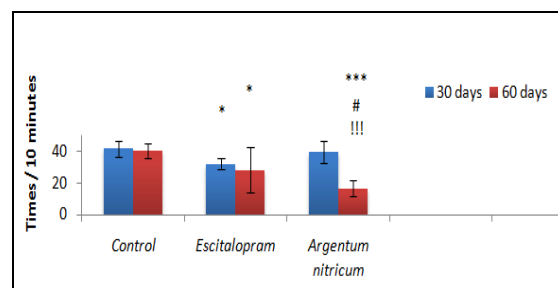 ***
*
*
#
!!!
30 days
60 days
Times / 10 minutes
40
20
0
Control
Escitalopram
Argentum
nitricum